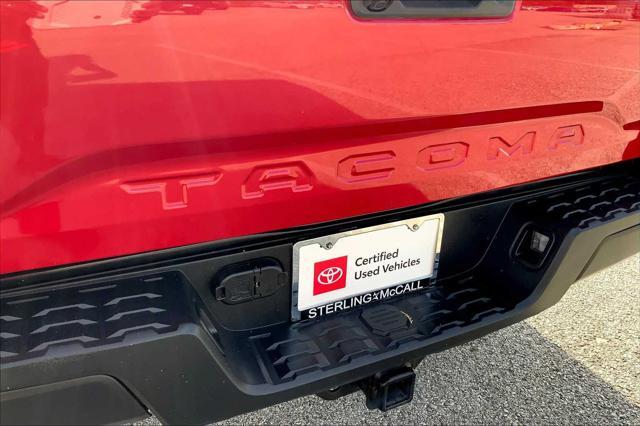 TACOMA
Certified
Used Vehicles
STERLING McCALL